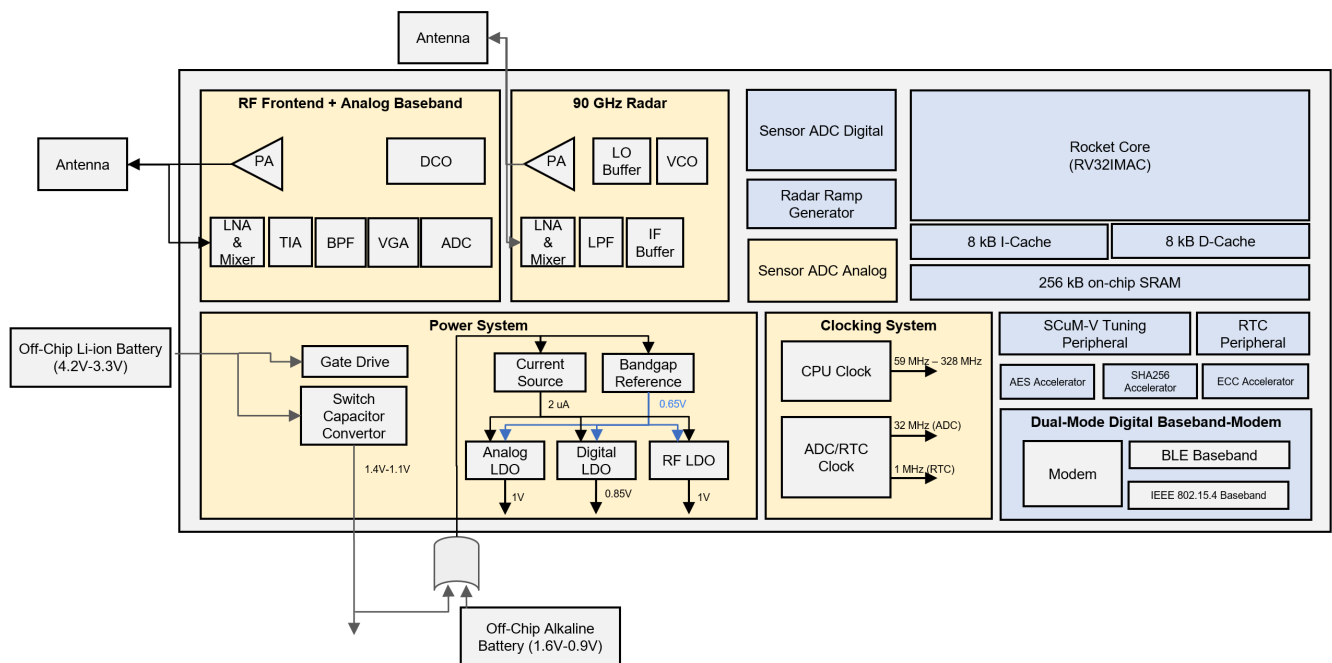 Antenna
Antenna
RF Frontend + Analog Baseband
PA
DCO
LNA
&
Mixer
TIA
BPF
VGA
ADC
90 GHz Radar
PA
LO
Buffer
VCO
LNA
&
Mixer
LPF
IF
Buffer
Sensor ADC Digital
Radar Ramp
Generator
Sensor ADC Analog
Rocket Core
(RV32IMAC)
8 kB I-Cache
8 kB D-Cache
256 kB on-chip SRAM
Off-Chip Li-ion Battery
(4.2V-3.3V)
Power System
Gate Drive
Switch
Capacitor
Convertor
1.4V-1.1V
Current
Source
Bandgap
Reference
2 uA
0.65V
Analog
LDO
Digital
LDO
RF LDO
1V
0.85V
1V
Clocking System
CPU Clock
59 MHz – 328 MHz
ADC/RTC
Clock
32 MHz (ADC)
1 MHz (RTC)
SCuM-V Tuning
Peripheral
RTC
Peripheral
AES Accelerator
SHA256
Accelerator
ECC Accelerator
Dual-Mode Digital Baseband-Modem
Modem
BLE Baseband
IEEE 802.15.4 Baseband
Off-Chip Alkaline
Battery (1.6V-0.9V)